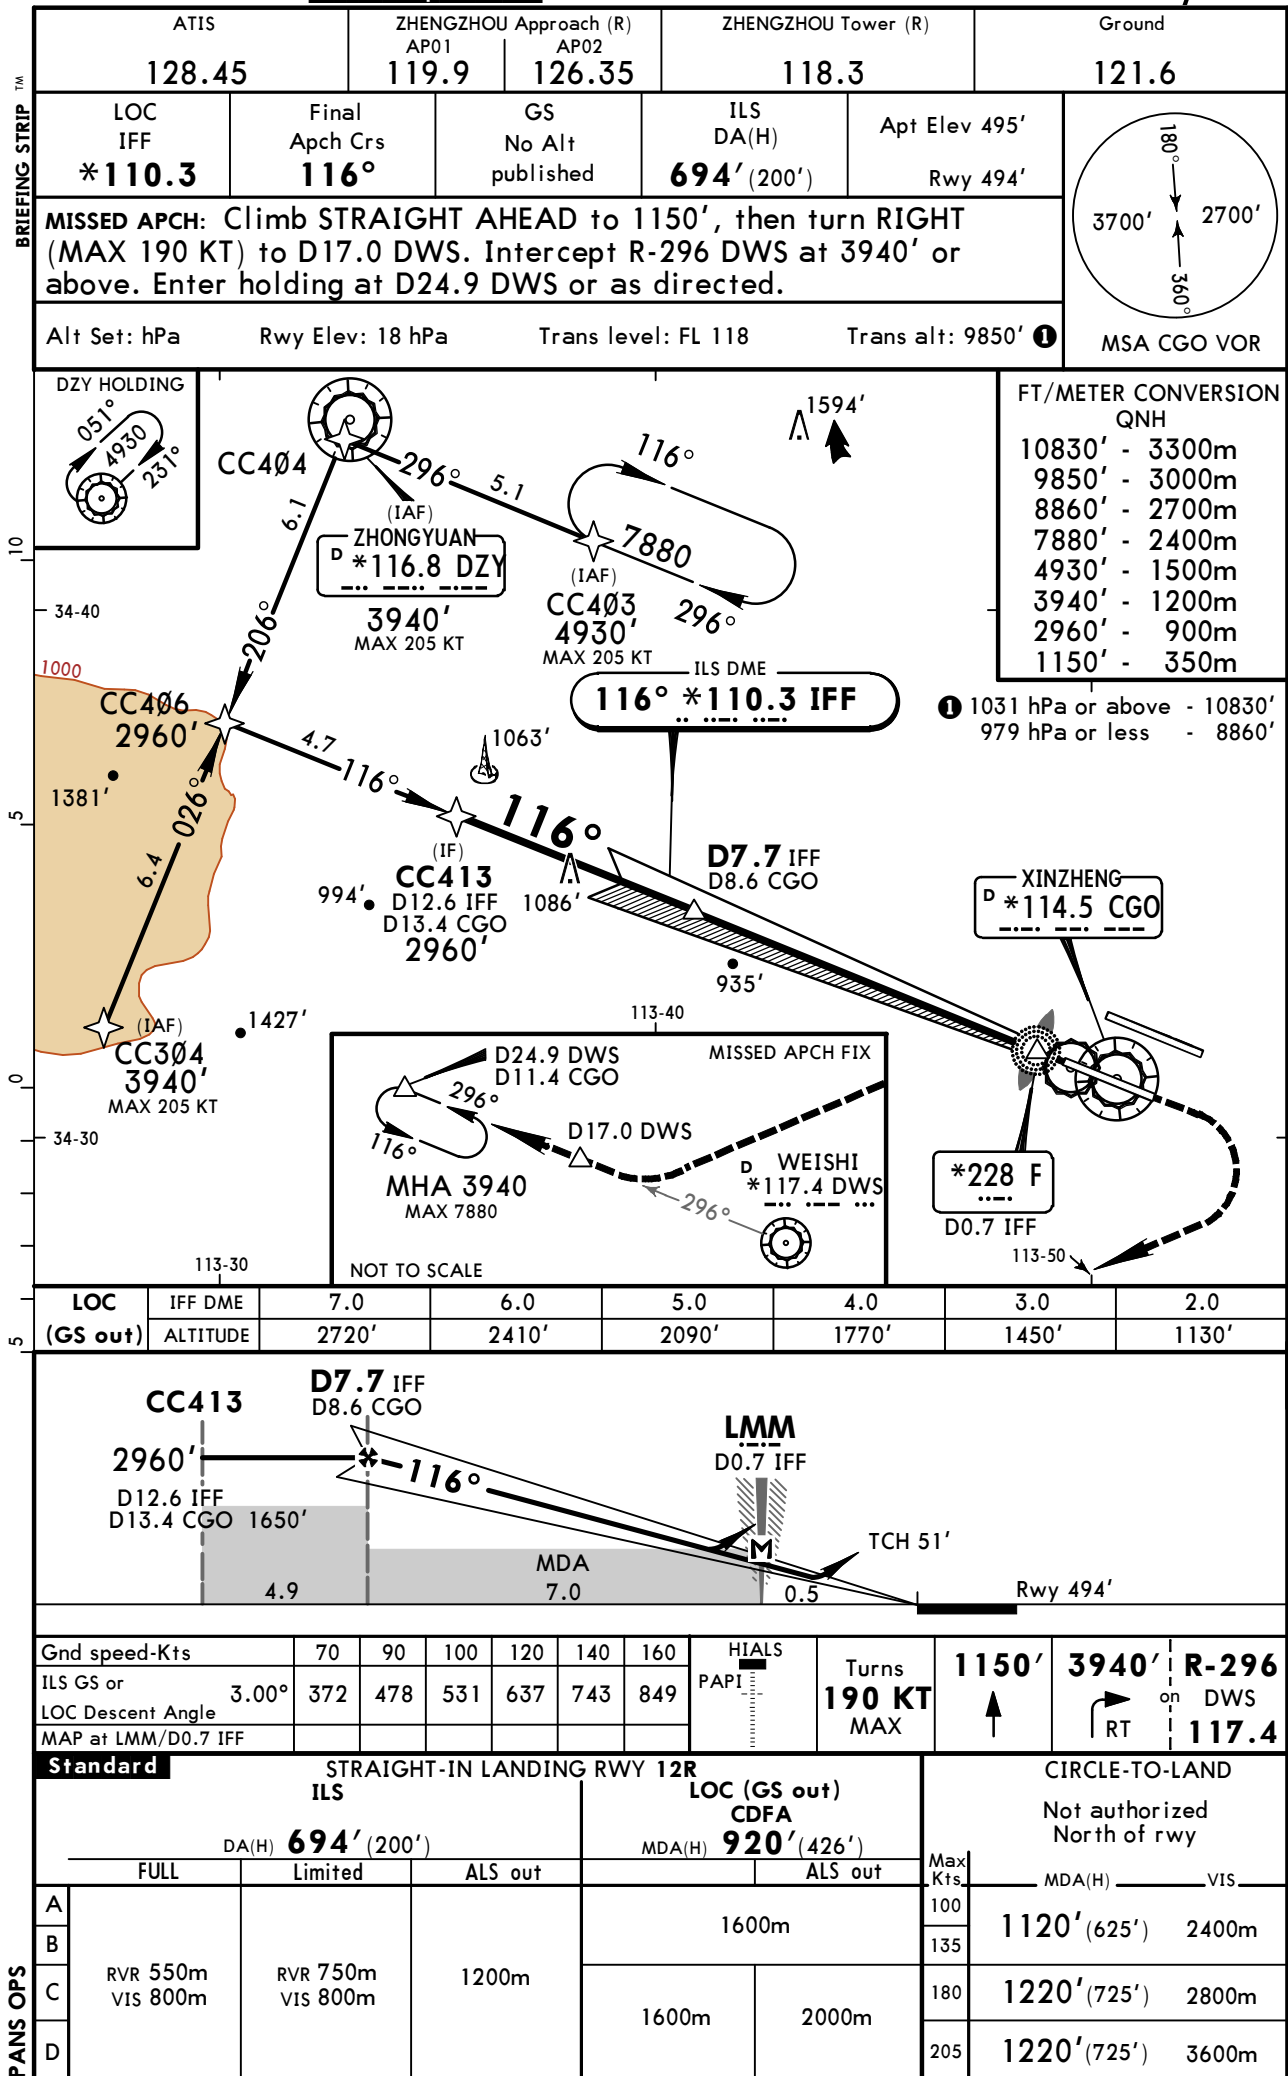 BRIEFING STRIP TM
ATIS
128.45
ZHENGZHOU Approach (R)
AP01 AP02
119.9 126.35
ZHENGZHOU Tower (R)
118.3
Ground
121.6
LOC
IFF
*110.3
Final
Apch Crs
116°
GS
No Alt
published
ILS
DA(H)
694'(200')
Apt Elev 495'
Rwy 494'
MISSED APCH: Climb STRAIGHT AHEAD to 1150', then turn RIGHT
(MAX 190 KT) to D17.0 DWS. Intercept R-296 DWS at 3940' or
above. Enter holding at D24.9 DWS or as directed.
Alt Set: hPa Rwy Elev: 18 hPa Trans level: FL 118 Trans alt: 9850' 1
180°
3700' 2700'
360°
MSA CGO VOR
DZY HOLDING
051°
4930
231°
CC4Ø4
(IAF)
ZHONGYUAN
D *116.8 DZY
3940'
MAX 205 KT
296°
5.1
6.1
206°
116°
7880
296°
(IAF)
CC4Ø3
4930'
MAX 205 KT
1594'
FT/METER CONVERSION
QNH
10830' - 3300m
9850' - 3000m
8860' - 2700m
7880' - 2400m
4930' - 1500m
3940' - 1200m
2960' - 900m
1150' - 350m
1 1031 hPa or above - 10830'
979 hPa or less - 8860'
10
5
0
5
34-40
1000
CC4Ø6
2960'
1381'
026°
6.4
4.7
116°
1063'
ILS DME
116° *110.3 IFF
116°
(IF)
CC413
D12.6 IFF
D13.4 CGO
2960'
994'
1086'
D7.7 IFF
D8.6 CGO
935'
XINZHENG
D *114.5 CGO
(IAF)
CC3Ø4
3940'
MAX 205 KT
1427'
34-30
113-30
113-40
113-50
D24.9 DWS
D11.4 CGO
MISSED APCH FIX
296°
116°
D17.0 DWS
MHA 3940
MAX 7880
D WEISHI
*117.4 DWS
296°
NOT TO SCALE
*228 F
D0.7 IFF
LOC IFF DME 7.0 6.0 5.0 4.0 3.0 2.0
(GS out) ALTITUDE 2720' 2410' 2090' 1770' 1450' 1130'
CC413
2960'
D12.6 IFF
D13.4 CGO 1650'
D7.7 IFF
D8.6 CGO
116°
LMM
D0.7 IFF
M
TCH 51'
MDA
4.9 7.0 0.5
Rwy 494'
Gnd speed-Kts 70 90 100 120 140 160
ILS GS or
LOC Descent Angle 3.00° 372 478 531 637 743 849
MAP at LMM/D0.7 IFF
HIALS
PAPI
Turns
190 KT
MAX
1150'
3940'
RT
on
R-296
DWS
117.4
Standard
STRAIGHT-IN LANDING RWY 12R
ILS
DA(H) 694'(200')
LOC (GS out)
CDFA
MDA(H) 920'(426')
CIRCLE-TO-LAND
Not authorized
North of rwy
FULL Limited ALS out ALS out
Max
Kts MDA(H) VIS
A
B
C
D
RVR 550m
VIS 800m
RVR 750m
VIS 800m
1200m
1600m
1600m 2000m
100
135
1120'(625') 2400m
180 1220'(725') 2800m
205 1220'(725') 3600m
PANS OPS